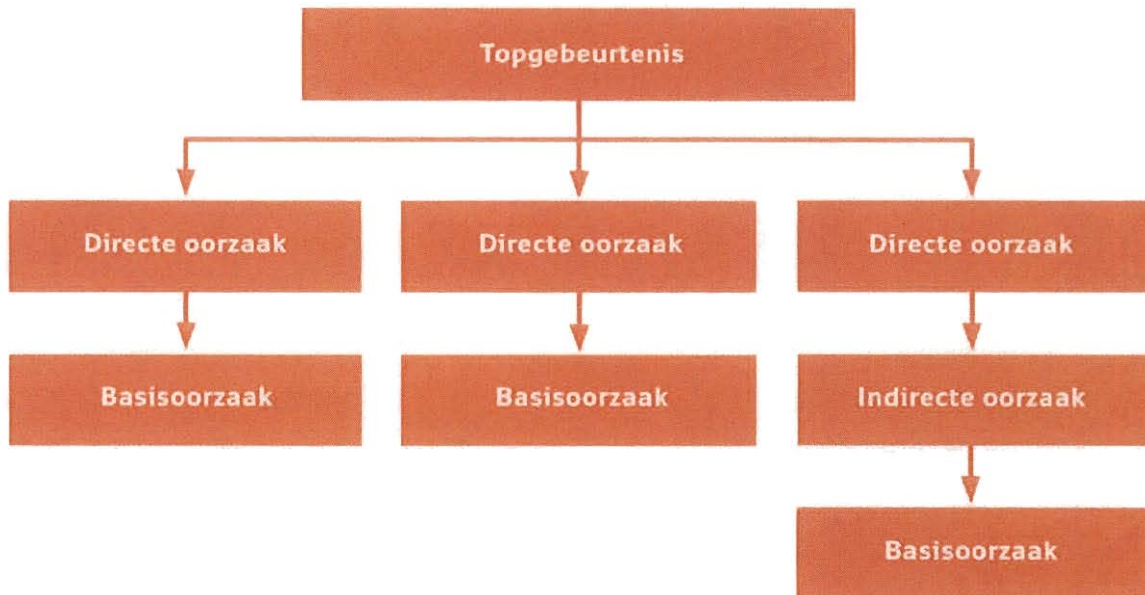 Topgebeurtenis
Directe oorzaak
Directe oorzaak
Directe oorzaak
Basisoorzaak
Basisoorzaak
Indirecte oorzaak
Basisoorzaak